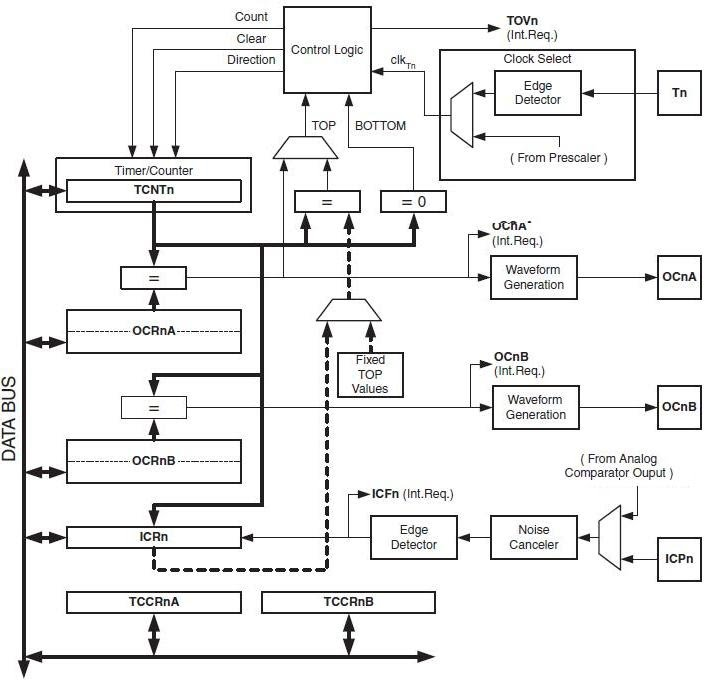 Count
Clear
Direction
Control Logic
TOVn
(Int.Req.)
clkTn
Clock Select
Edge
Detector
Tn
( From Prescaler )
TOP
BOTTOM
Timer/Counter
TCNTn
=
= 0
OCnA
(Int.Req.)
=
Waveform
Generation
OCnA
OCRnA
Fixed
TOP
Values
OCnB
(Int.Req.)
=
Waveform
Generation
OCnB
DATA BUS
OCRnB
( From Analog
Comparator Ouput )
ICFn (Int.Req.)
ICRn
Edge
Detector
Noise
Canceler
ICPn
TCCRnA
TCCRnB